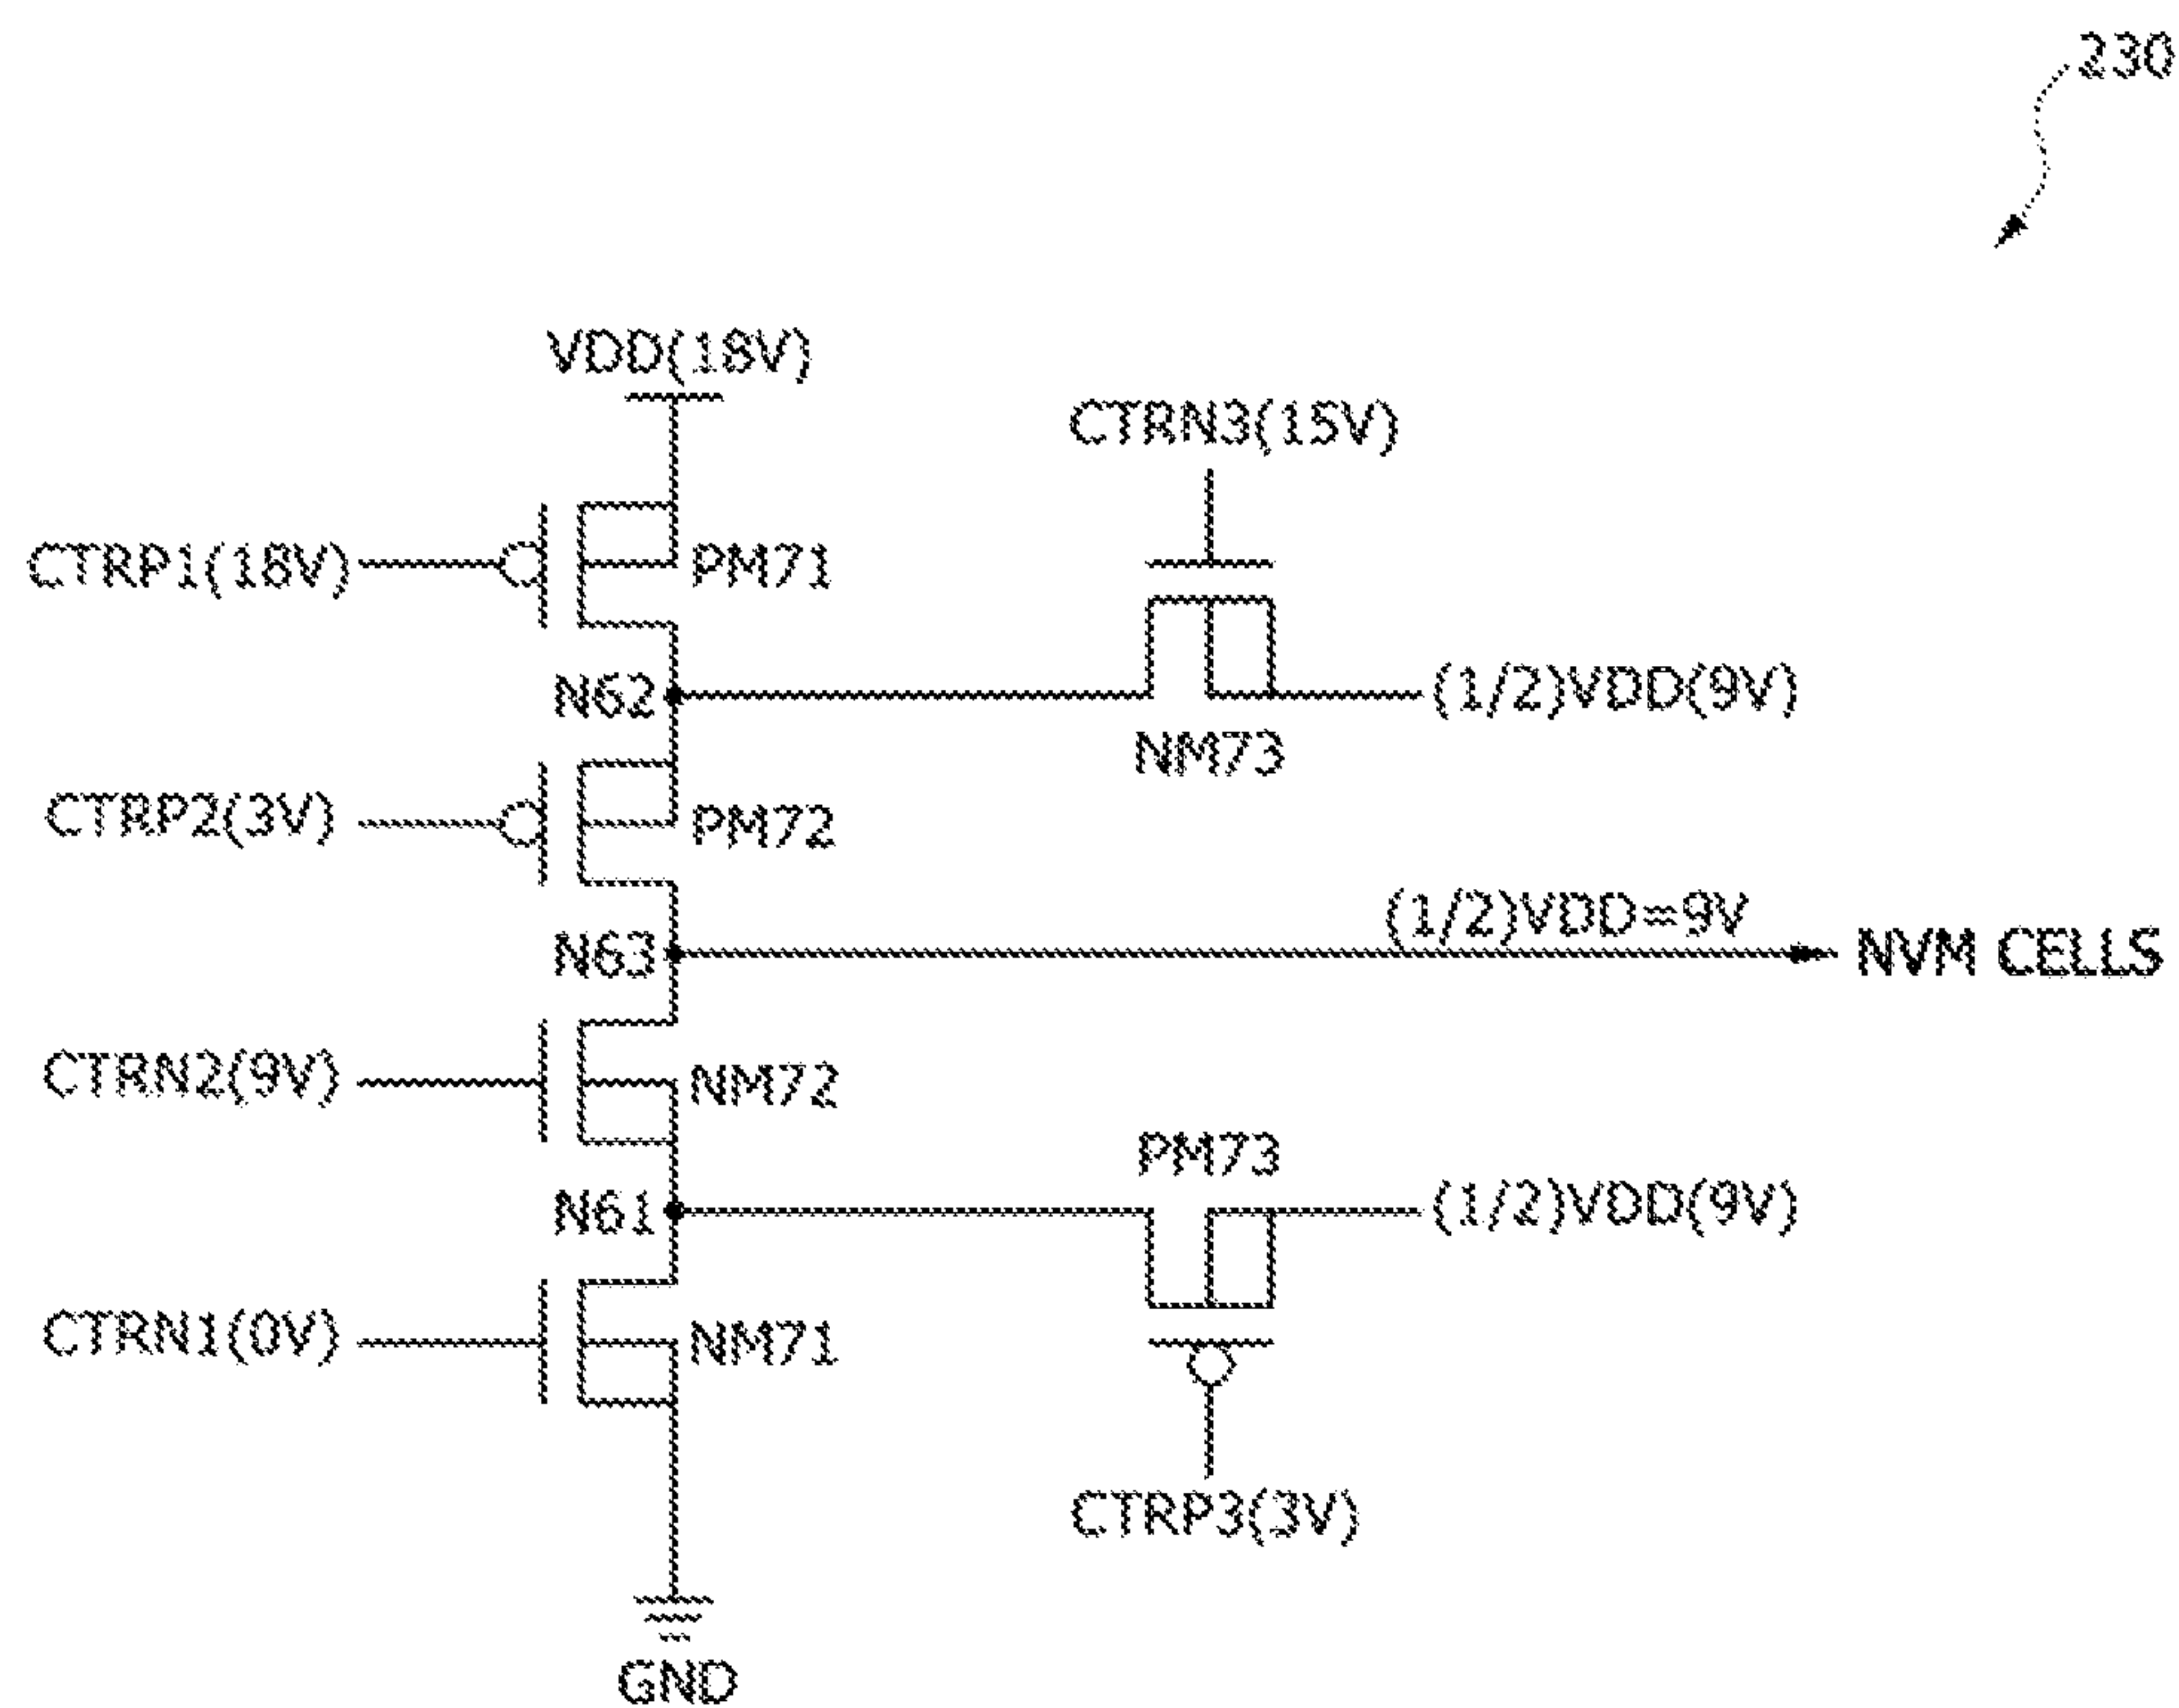 230
VDD(18V)
CTRN3(15V)
CTRP1(18V)
PM71
N62
(1/2)VDD(9V)
NM73
CTRP2(3V)
PM72
(1/2)VDD=9V
N63
NVM CELLS
CTRN2(9V)
NM72
PM73
N61
(1/2)VDD(9V)
CTRN1(0V)
NM71
CTRP3(3V)
GND